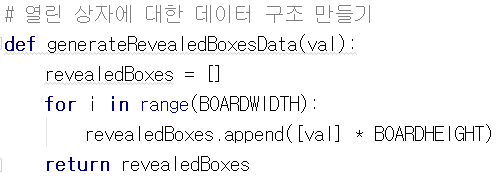 # 열린 상자에 대한 데이터 구조 만들기
def generateRevealedBoxesData(val):
    revealedBoxes = []
    for i in range(BOARDWIDTH):
        revealedBoxes.append([val] * BOARDHEIGHT)
    return revealedBoxes